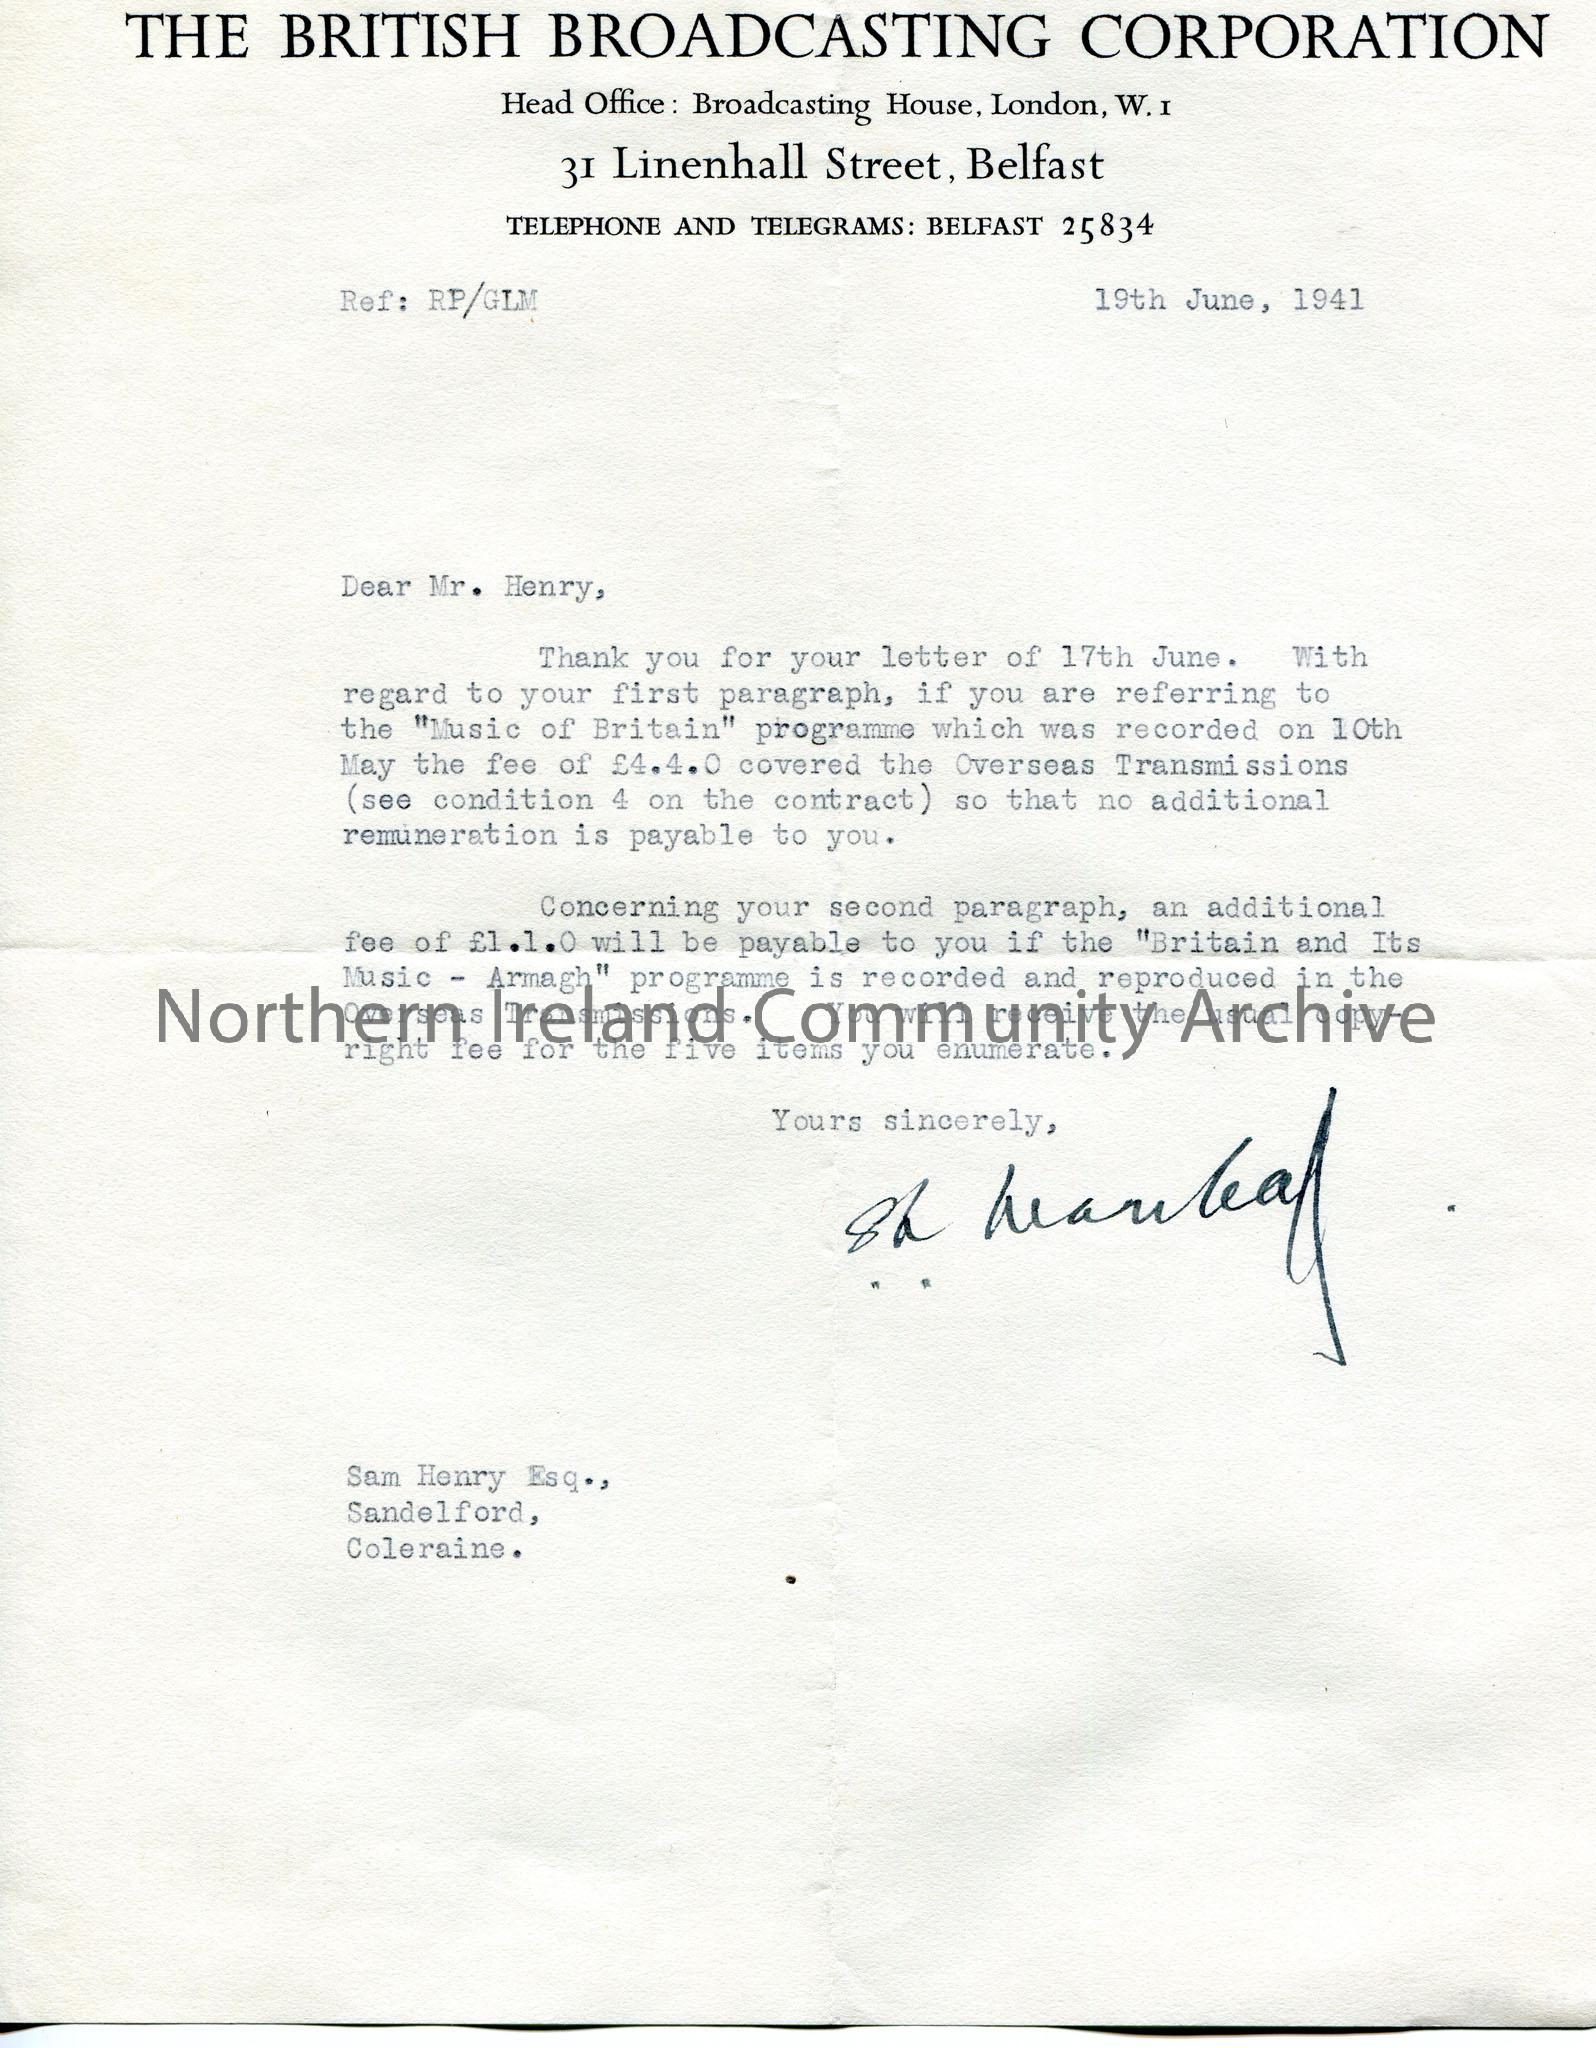 THE BRITISH BROADCASTING CORPORATION
Head Office: Broadcasting House, London, W. 1
31 Linenhall Street, Belfast
TELEPHONE AND TELEGRAMS: BELFAST 25834
Ref: RP/GLM 19th June, 1941
Dear Mr. Henry,
Thank you for your letter of 17th June. With
regard to your first paragraph, if you are referring to
the "Music of Britain" programme which was recorded on 10th
May the fee of £4.4.0 covered the Overseas Transmissions
(see condition 4 on the contract) so that no additional
remuneration is payable to you.
Concerning your second paragraph, an additional
fee of £1.1.0 will be payable to you if the "Britain and Its
Music - Armagh" programme is recorded and reproduced in the
Overseas Transmissions. You will receive the usual copy-
right fee for the five items you enumerate.
Northern Ireland Community Archive
Yours sincerely,
Sam Henry Esq.,
Sandelford,
Coleraine.